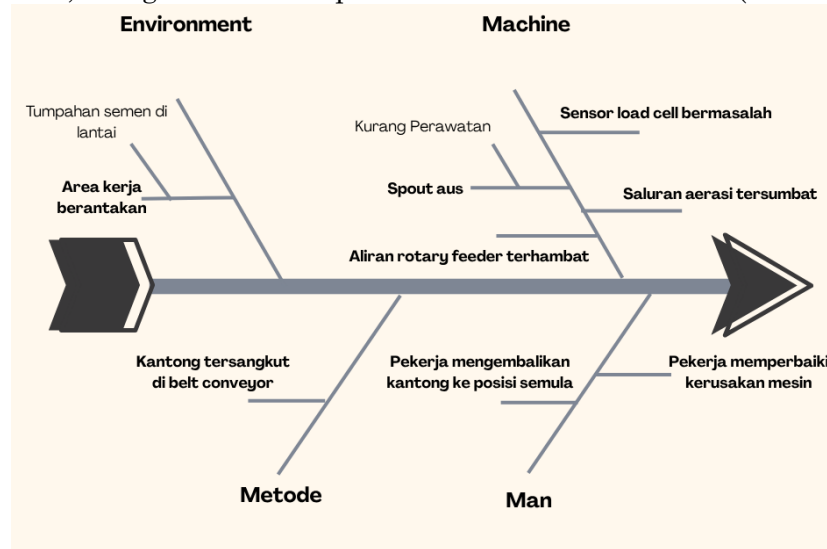 Environment
Machine
Tumpahan semen di
lantai
Area kerja
berantakan
Kurang Perawatan
Sensor load cell bermasalah
Spout aus
Saluran aerasi tersumbat
Aliran rotary feeder terhambat
Kantong tersangkut
di belt conveyor
Pekerja mengembalikan
kantong ke posisi semula
Pekerja memperbaiki
kerusakan mesin
Metode
Man